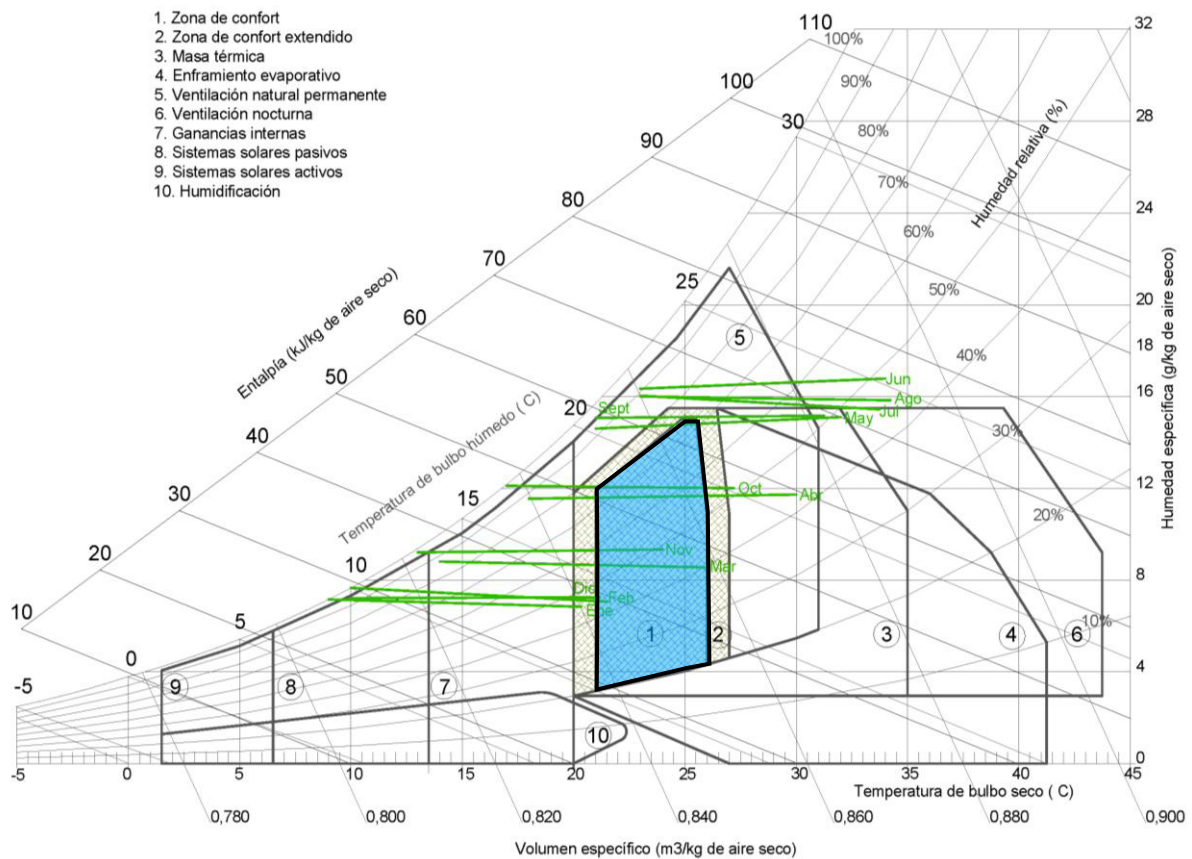 1. Zona de confort
2. Zona de confort extendido
3. Masa térmica
4. Enframiento evaporativo
5. Ventilación natural permanente
6. Ventilación nocturna
7. Ganancias internas
8. Sistemas solares pasivos
9. Sistemas solares activos
10. Humidificación
Entalpía (kJ/kg de aire seco)
10
20
30
40
50
60
70
80
90
100
110
Temperatura de bulbo húmedo ( C)
-5
0
5
10
15
20
25
30
Humedad relativa (%)
100%
90%
80%
70%
60%
50%
40%
30%
20%
10%
Humedad específica (g/kg de aire seco)
32
28
24
20
18
16
12
8
4
0
Jun
Ago
Jul
Sept
May
Oct
Abr
Nov
Mar
Dic
Feb
Ene
5
1
2
3
4
6
9
8
7
10
-5
0
5
10
15
20
25
30
35
40
45
Temperatura de bulbo seco ( C)
0,780
0,800
0,820
0,840
0,860
0,880
0,900
Volumen específico (m3/kg de aire seco)